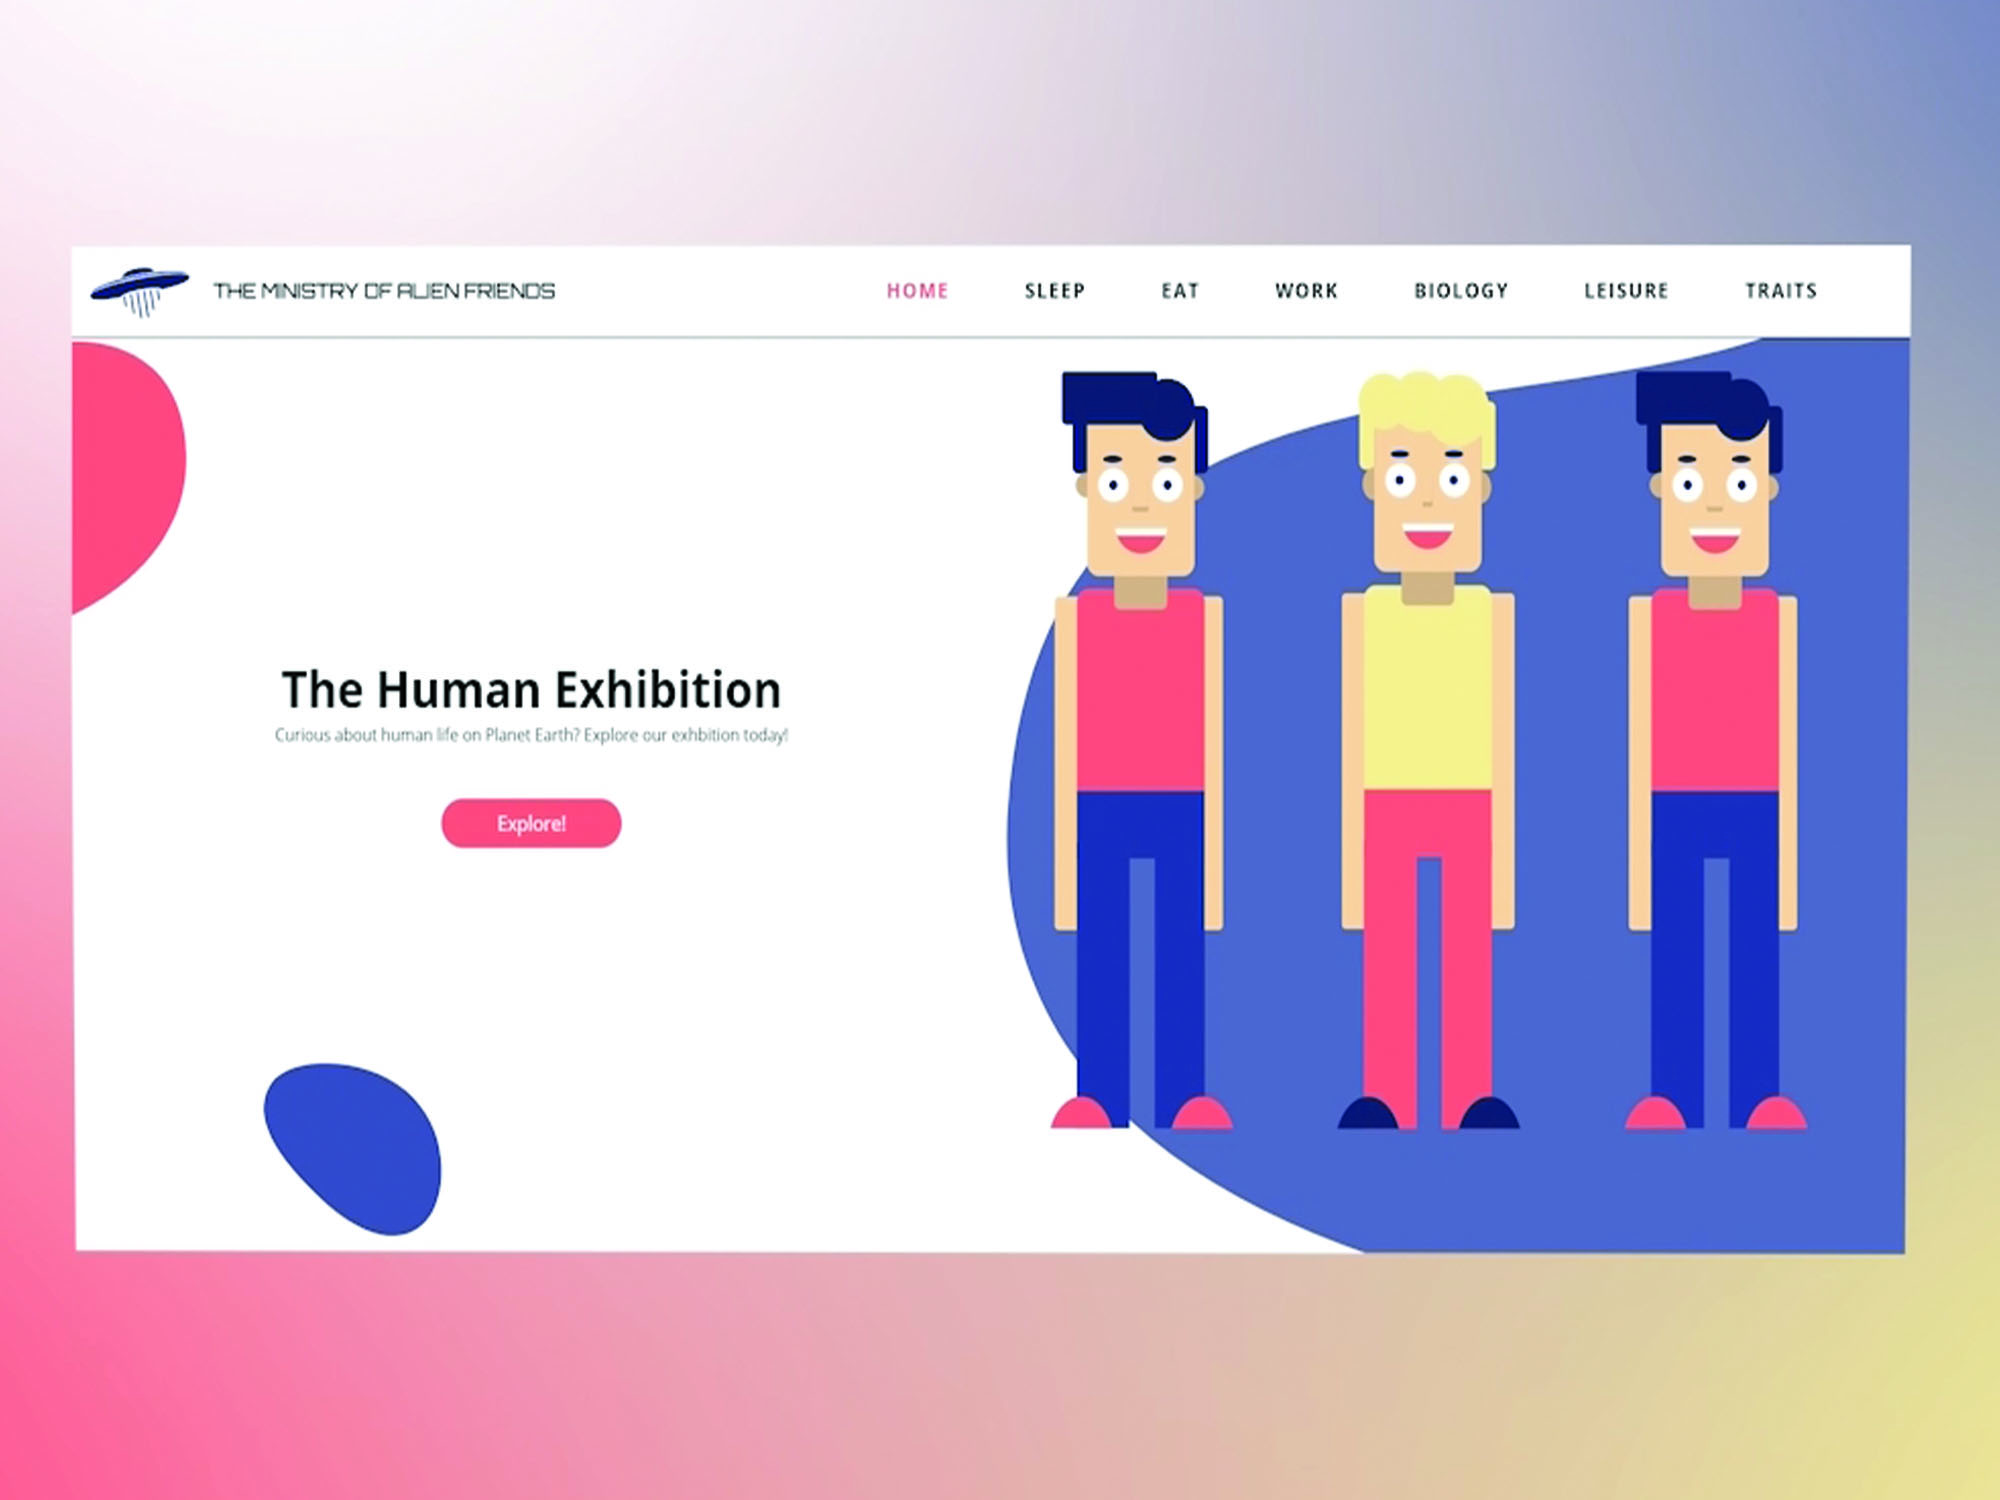 THE MINISTRY OF ALIEN FRIENDS
HOME SLEEP EAT WORK BIOLOGY LEISURE TRAITS
The Human Exhibition
Curious about human life on Planet Earth? Explore our exhbition today!
Explore!